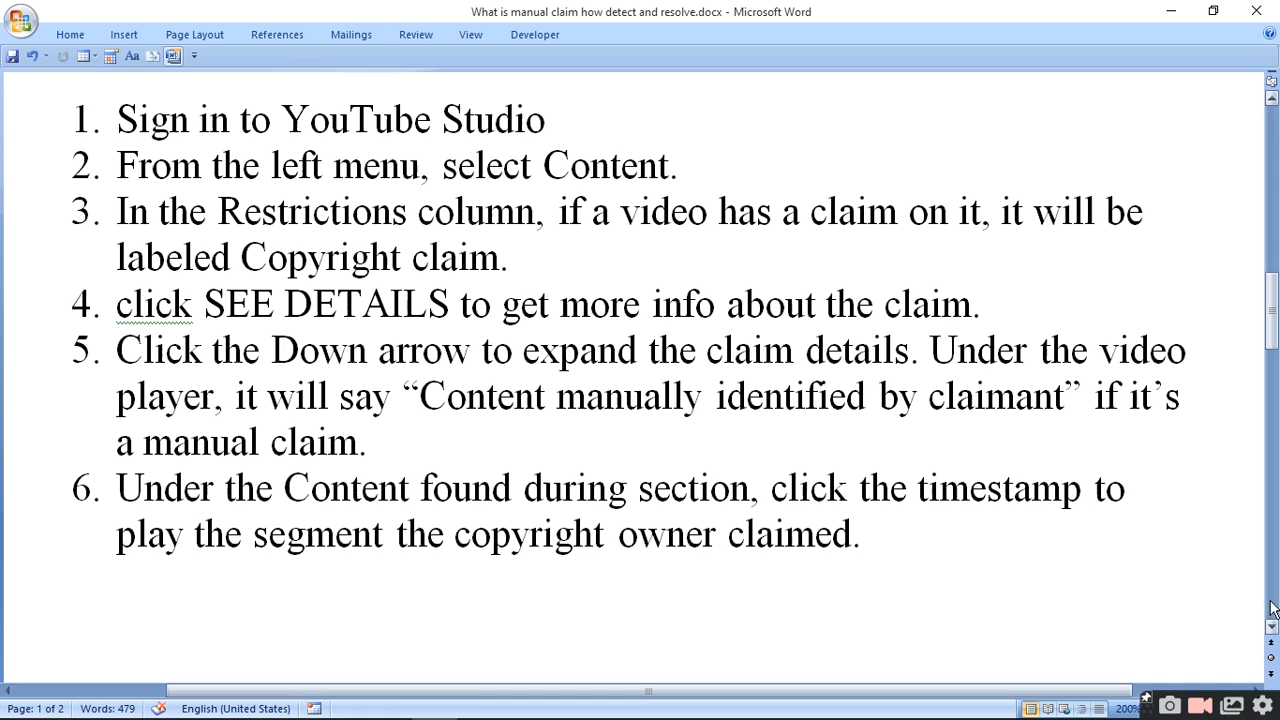 What is manual claim how detect and resolve.docx - Microsoft Word
Home Insert Page Layout References Mailings Review View Developer
Aa
1. Sign in to YouTube Studio
2. From the left menu, select Content.
3. In the Restrictions column, if a video has a claim on it, it will be
labeled Copyright claim.
4. click SEE DETAILS to get more info about the claim.
5. Click the Down arrow to expand the claim details. Under the video
player, it will say “Content manually identified by claimant” if it’s
a manual claim.
6. Under the Content found during section, click the timestamp to
play the segment the copyright owner claimed.
Page: 1 of 2 Words: 479 English (United States) 200%